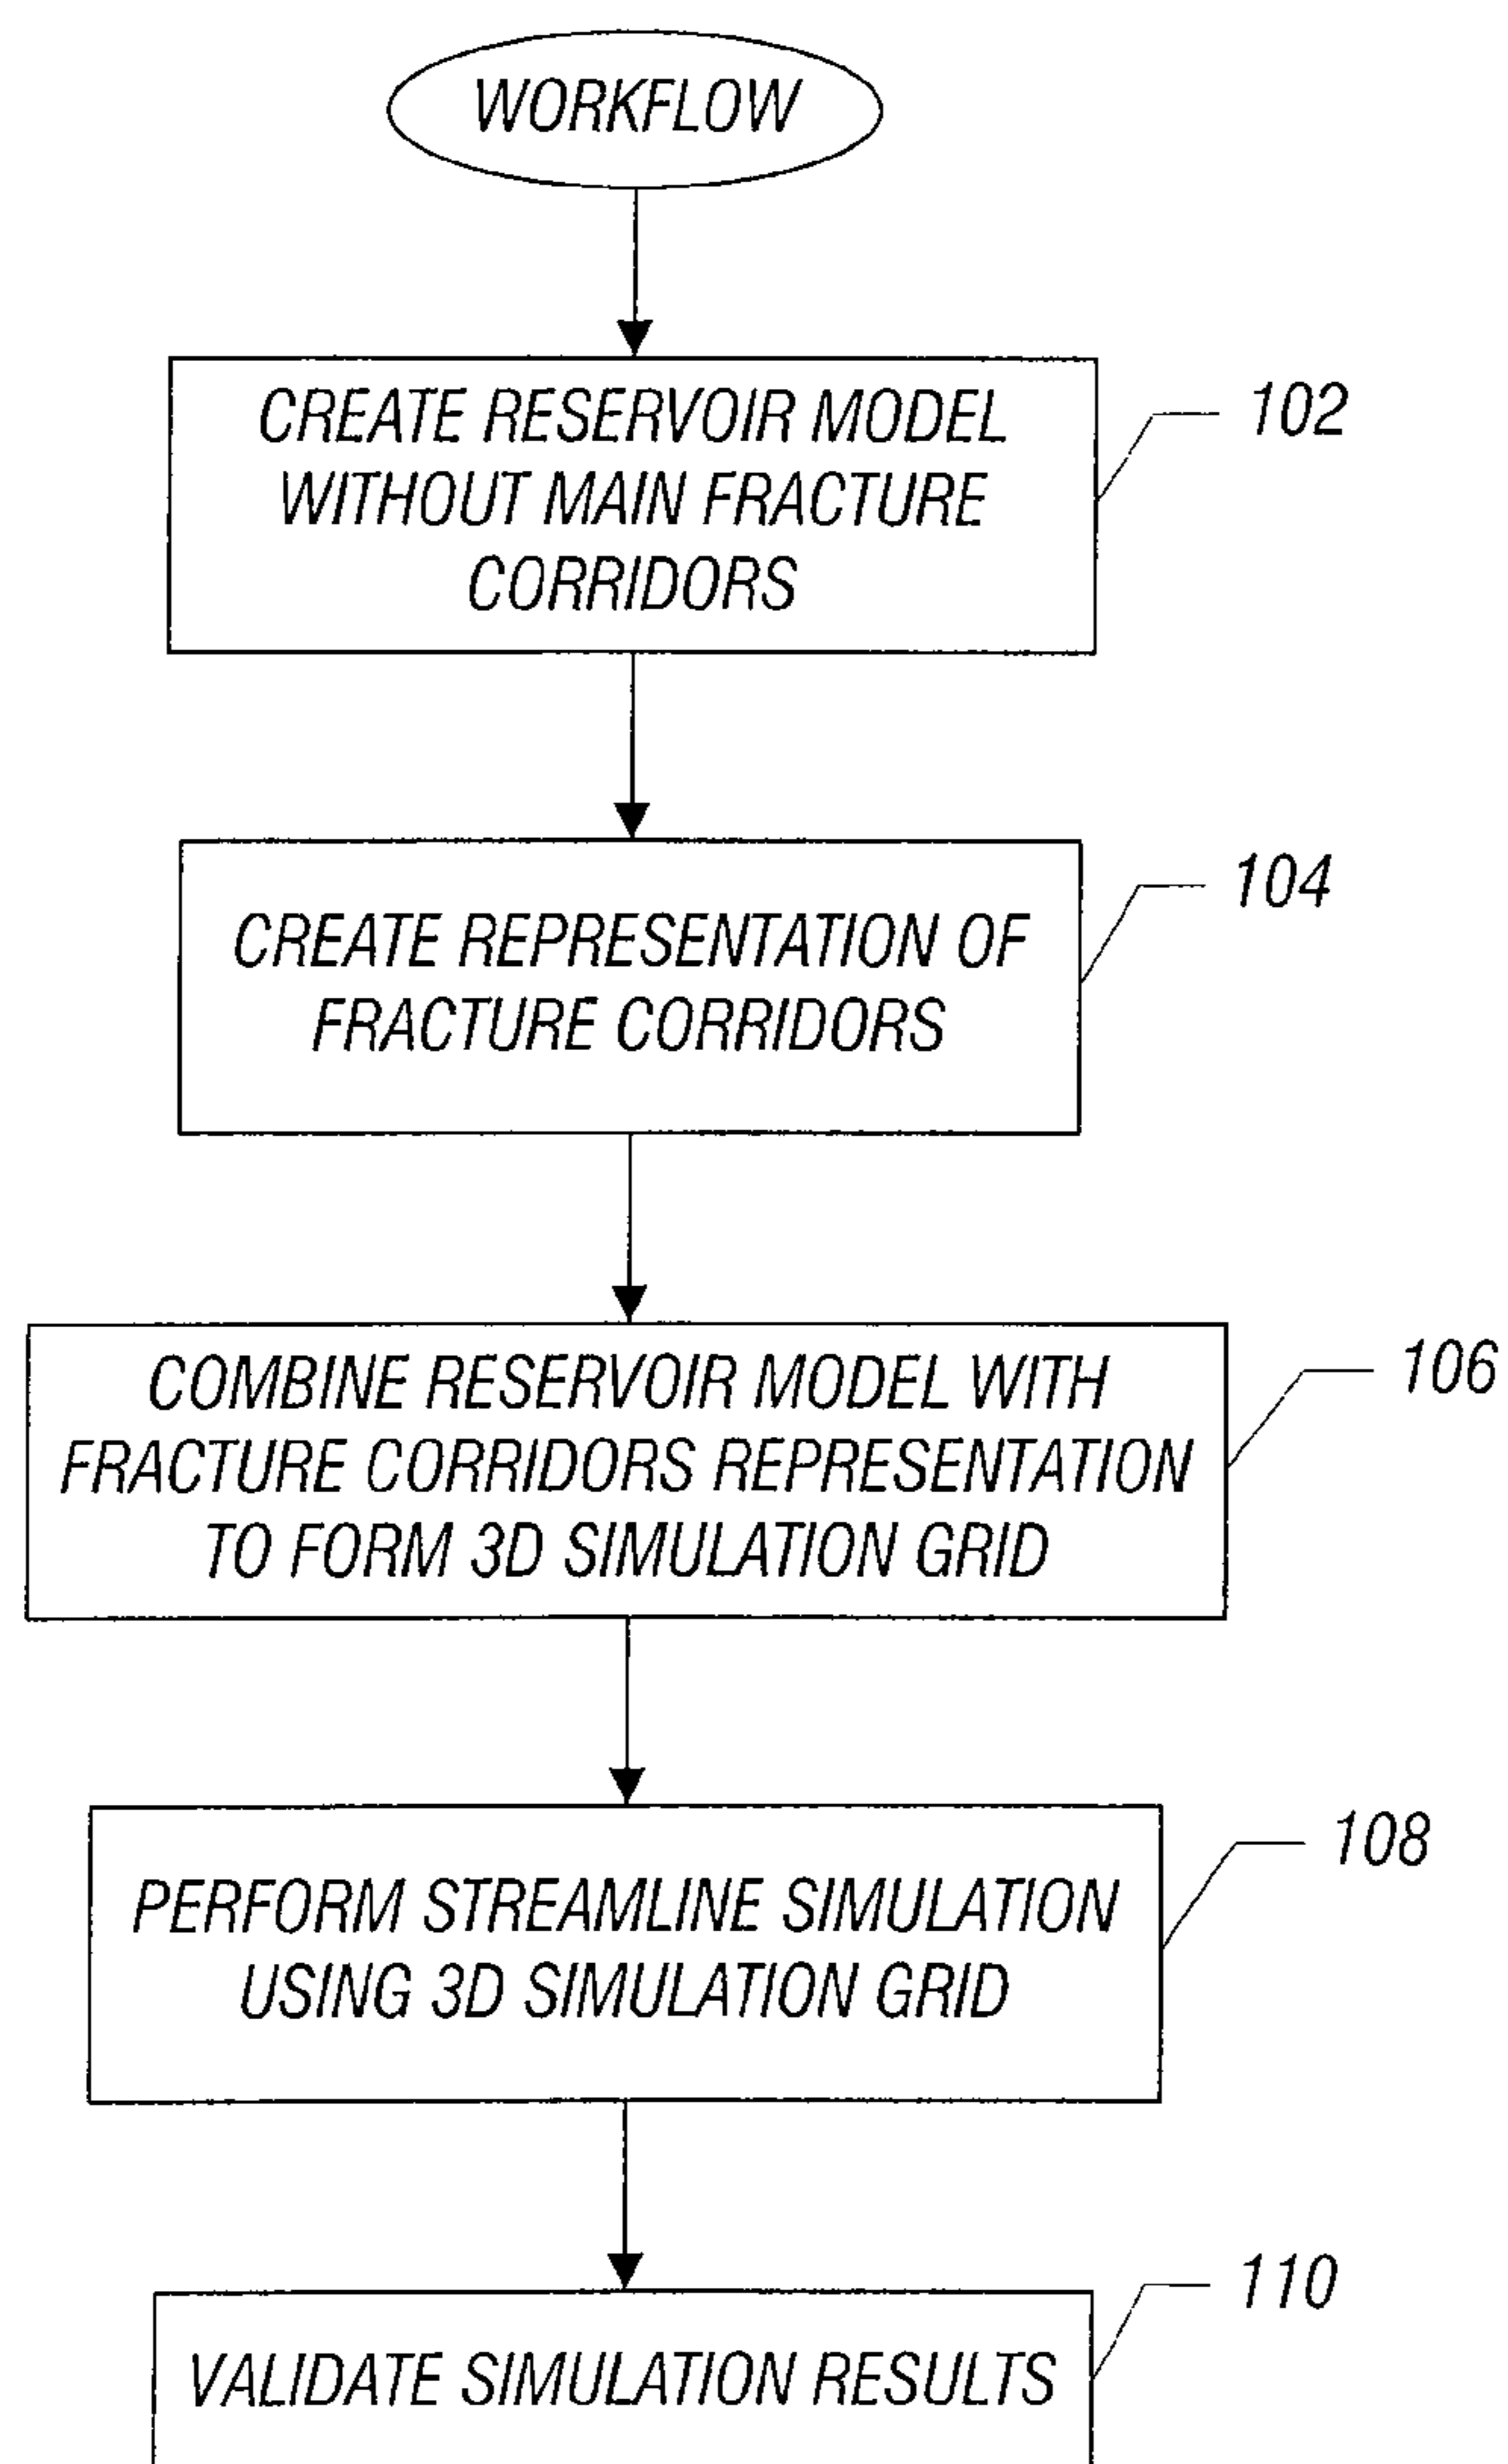 WORKFLOW
CREATE RESERVOIR MODEL
WITHOUT MAIN FRACTURE
CORRIDORS
102
CREATE REPRESENTATION OF
FRACTURE CORRIDORS
104
COMBINE RESERVOIR MODEL WITH
FRACTURE CORRIDORS REPRESENTATION
TO FORM 3D SIMULATION GRID
106
PERFORM STREAMLINE SIMULATION
USING 3D SIMULATION GRID
108
VALIDATE SIMULATION RESULTS
110